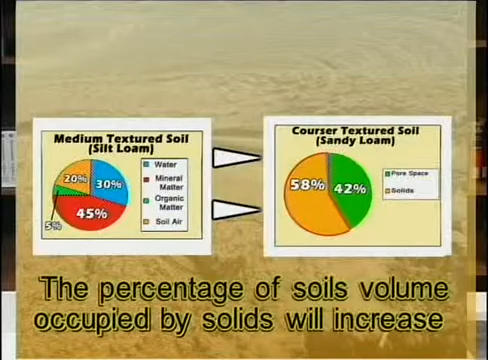 Medium Textured Soil
(Silt Loam)
20%
30%
45%
5%
Water
Mineral
Matter
Organic
Matter
Soil Air
Courser Textured Soil
(Sandy Loam)
58%
42%
Pore Space
Solids
The percentage of soils volume
occupied by solids will increase